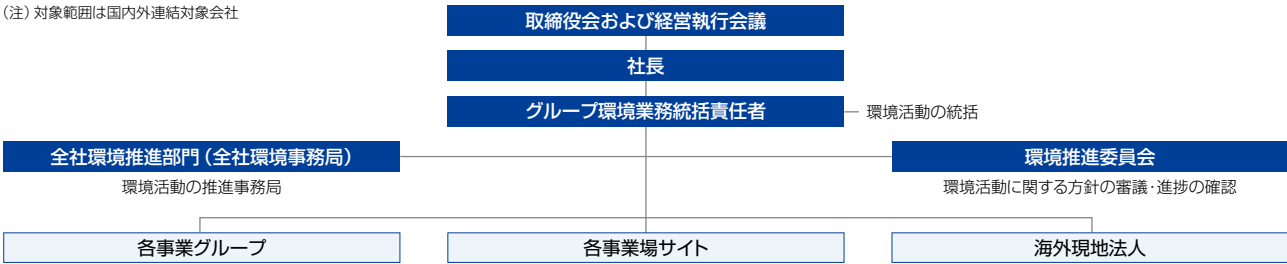 (注) 対象範囲は国内外連結対象会社
取締役会および経営執行会議
社長
グループ環境業務統括責任者
環境活動の統括
全社環境推進部門(全社環境事務局)
環境活動の推進事務局
環境推進委員会
環境活動に関する方針の審議・進捗の確認
各事業グループ
各事業場サイト
海外現地法人